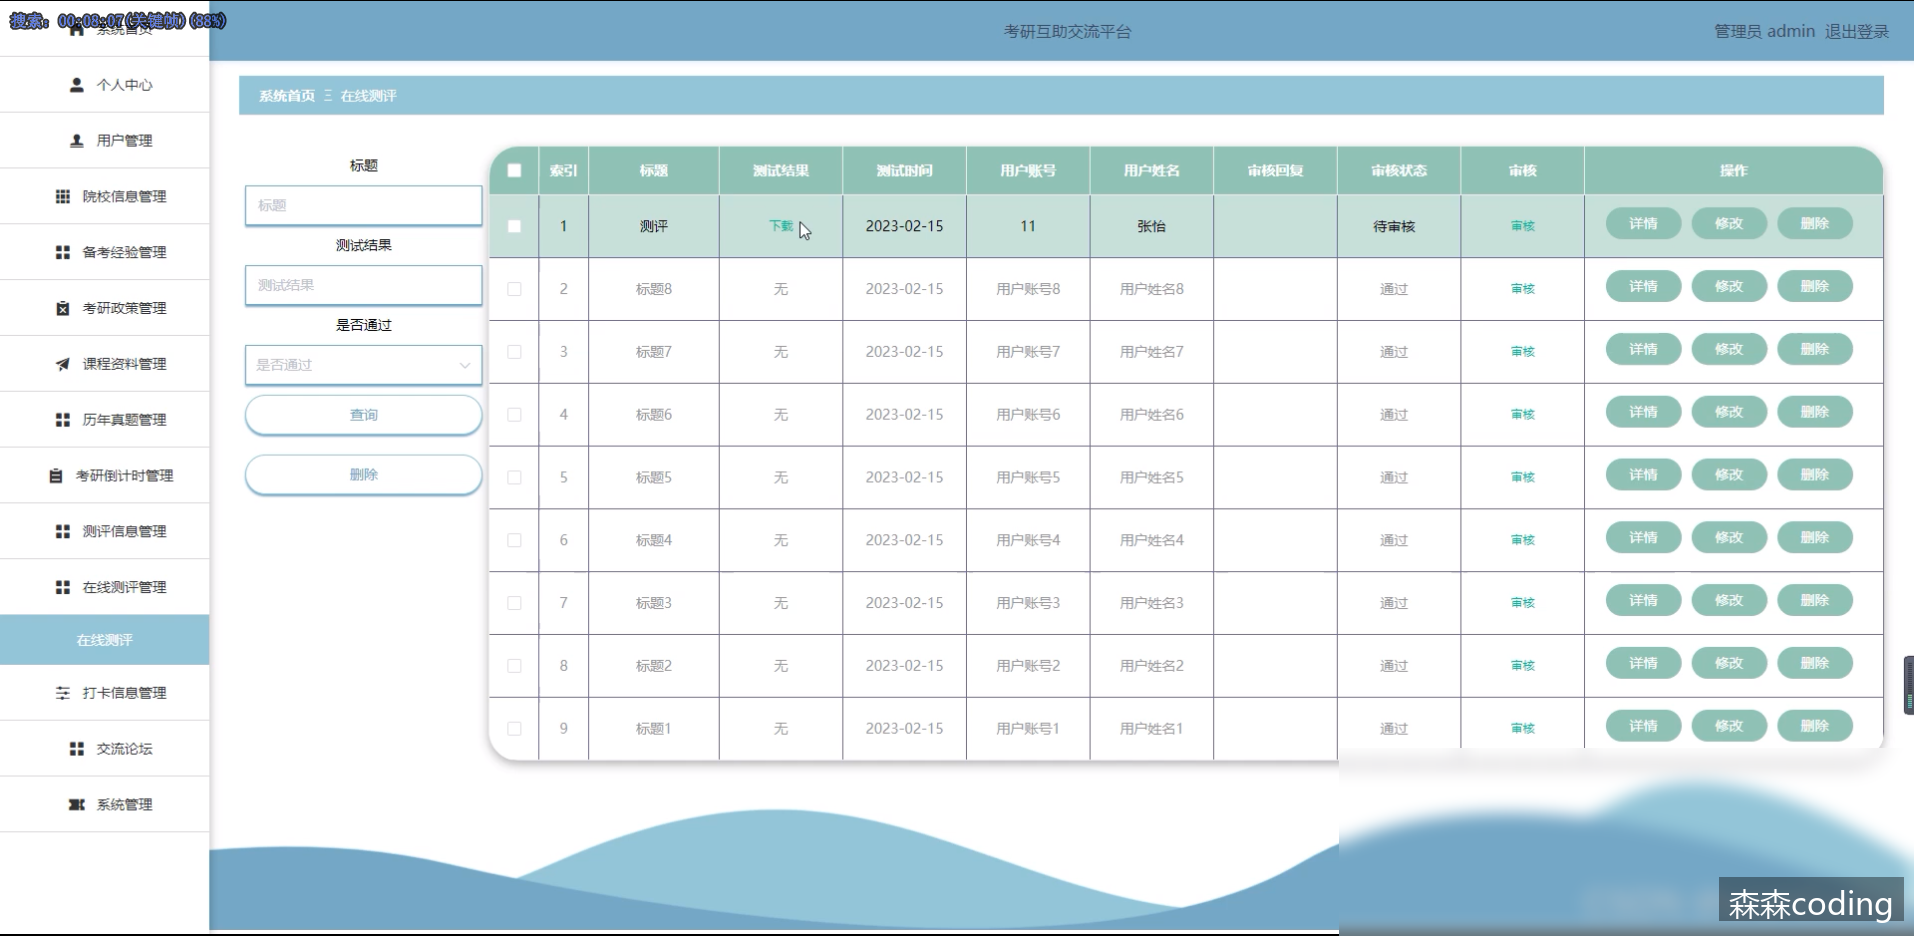 搜索: 00:08:07(关键帧)(88%)
系统首页
考研互助交流平台
管理员 admin 退出登录
个人中心
用户管理
院校信息管理
备考经验管理
考研政策管理
课程资料管理
历年真题管理
考研倒计时管理
测评信息管理
在线测评管理
在线测评
打卡信息管理
交流论坛
系统管理
系统首页 Ξ 在线测评
标题
标题
测试结果
测试结果
是否通过
是否通过
查询
删除
索引 标题 测试结果 测试时间 用户账号 用户姓名 审核回复 审核状态 审核 操作
1 测评 下载 2023-02-15 11 张怡 待审核 审核 详情 修改 删除
2 标题8 无 2023-02-15 用户账号8 用户姓名8 通过 审核 详情 修改 删除
3 标题7 无 2023-02-15 用户账号7 用户姓名7 通过 审核 详情 修改 删除
4 标题6 无 2023-02-15 用户账号6 用户姓名6 通过 审核 详情 修改 删除
5 标题5 无 2023-02-15 用户账号5 用户姓名5 通过 审核 详情 修改 删除
6 标题4 无 2023-02-15 用户账号4 用户姓名4 通过 审核 详情 修改 删除
7 标题3 无 2023-02-15 用户账号3 用户姓名3 通过 审核 详情 修改 删除
8 标题2 无 2023-02-15 用户账号2 用户姓名2 通过 审核 详情 修改 删除
9 标题1 无 2023-02-15 用户账号1 用户姓名1 通过 审核 详情 修改 删除
森森coding